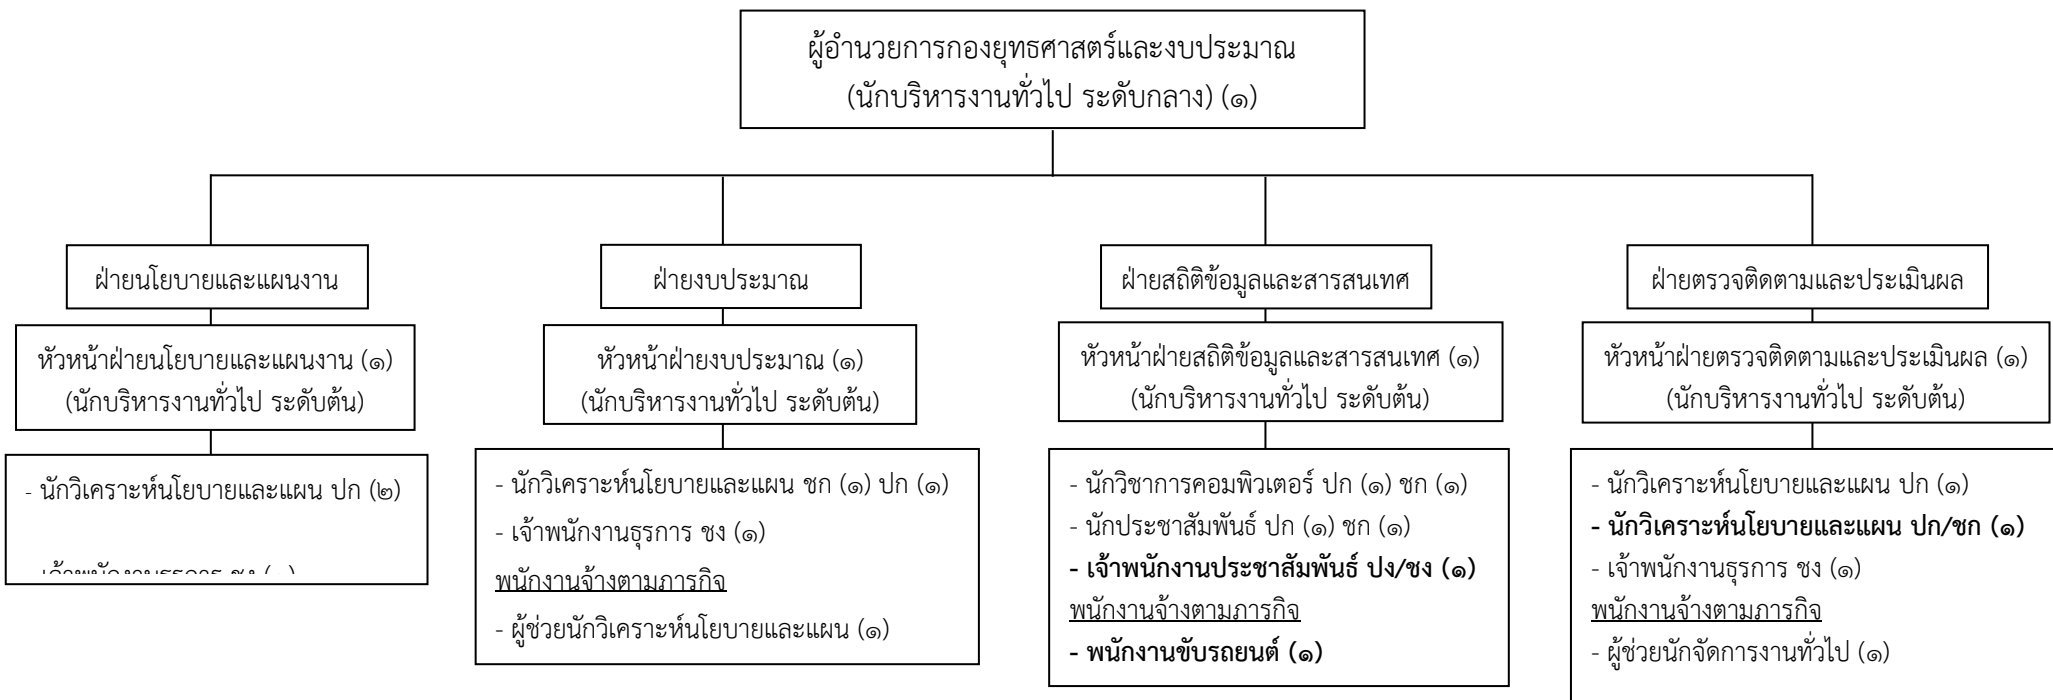 ผู้อำนวยการกองยุทธศาสตร์และงบประมาณ
(นักบริหารงานทั่วไป ระดับกลาง) (๑)
ฝ่ายนโยบายและแผนงาน
หัวหน้าฝ่ายนโยบายและแผนงาน (๑)
(นักบริหารงานทั่วไป ระดับต้น)
- นักวิเคราะห์นโยบายและแผน ปก (๒)
ฝ่ายงบประมาณ
หัวหน้าฝ่ายงบประมาณ (๑)
(นักบริหารงานทั่วไป ระดับต้น)
- นักวิเคราะห์นโยบายและแผน ชก (๑) ปก (๑)
- เจ้าพนักงานธุรการ ชง (๑)
พนักงานจ้างตามภารกิจ
- ผู้ช่วยนักวิเคราะห์นโยบายและแผน (๑)
ฝ่ายสถิติข้อมูลและสารสนเทศ
หัวหน้าฝ่ายสถิติข้อมูลและสารสนเทศ (๑)
(นักบริหารงานทั่วไป ระดับต้น)
- นักวิชาการคอมพิวเตอร์ ปก (๑) ชก (๑)
- นักประชาสัมพันธ์ ปก (๑) ชก (๑)
- เจ้าพนักงานประชาสัมพันธ์ ปง/ชง (๑)
พนักงานจ้างตามภารกิจ
- พนักงานขับรถยนต์ (๑)
ฝ่ายตรวจติดตามและประเมินผล
หัวหน้าฝ่ายตรวจติดตามและประเมินผล (๑)
(นักบริหารงานทั่วไป ระดับต้น)
- นักวิเคราะห์นโยบายและแผน ปก (๑)
- นักวิเคราะห์นโยบายและแผน ปก/ชก (๑)
- เจ้าพนักงานธุรการ ชง (๑)
พนักงานจ้างตามภารกิจ
- ผู้ช่วยนักจัดการงานทั่วไป (๑)